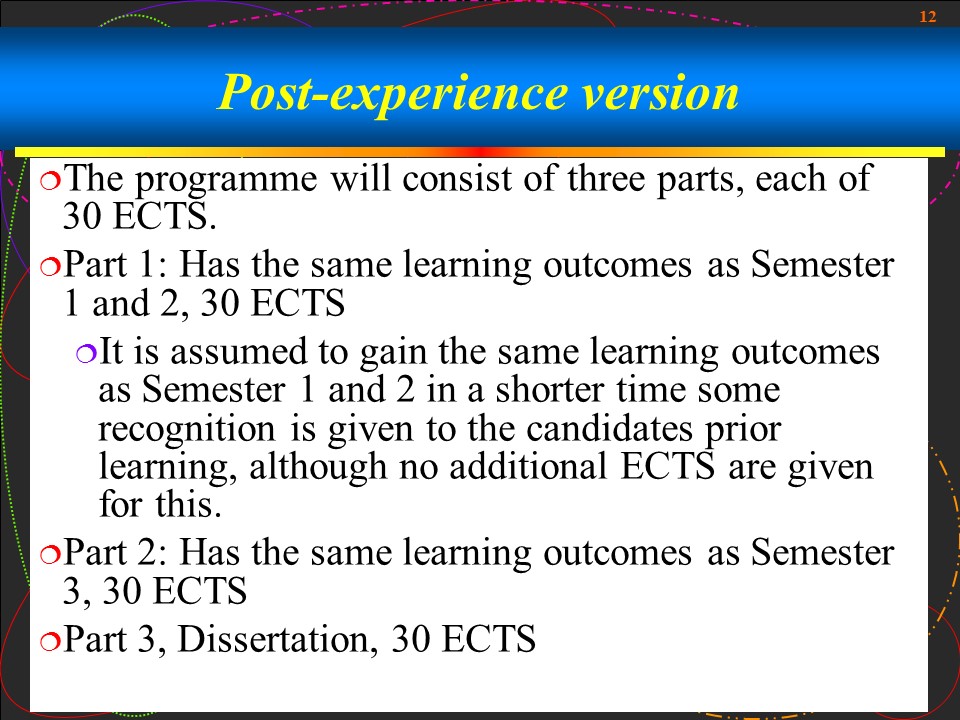 12
Post-experience version
The programme will consist of three parts, each of
30 ECTS.
Part 1: Has the same learning outcomes as Semester
1 and 2, 30 ECTS
It is assumed to gain the same learning outcomes
as Semester 1 and 2 in a shorter time some
recognition is given to the candidates prior
learning, although no additional ECTS are given
for this.
Part 2: Has the same learning outcomes as Semester
3, 30 ECTS
Part 3, Dissertation, 30 ECTS